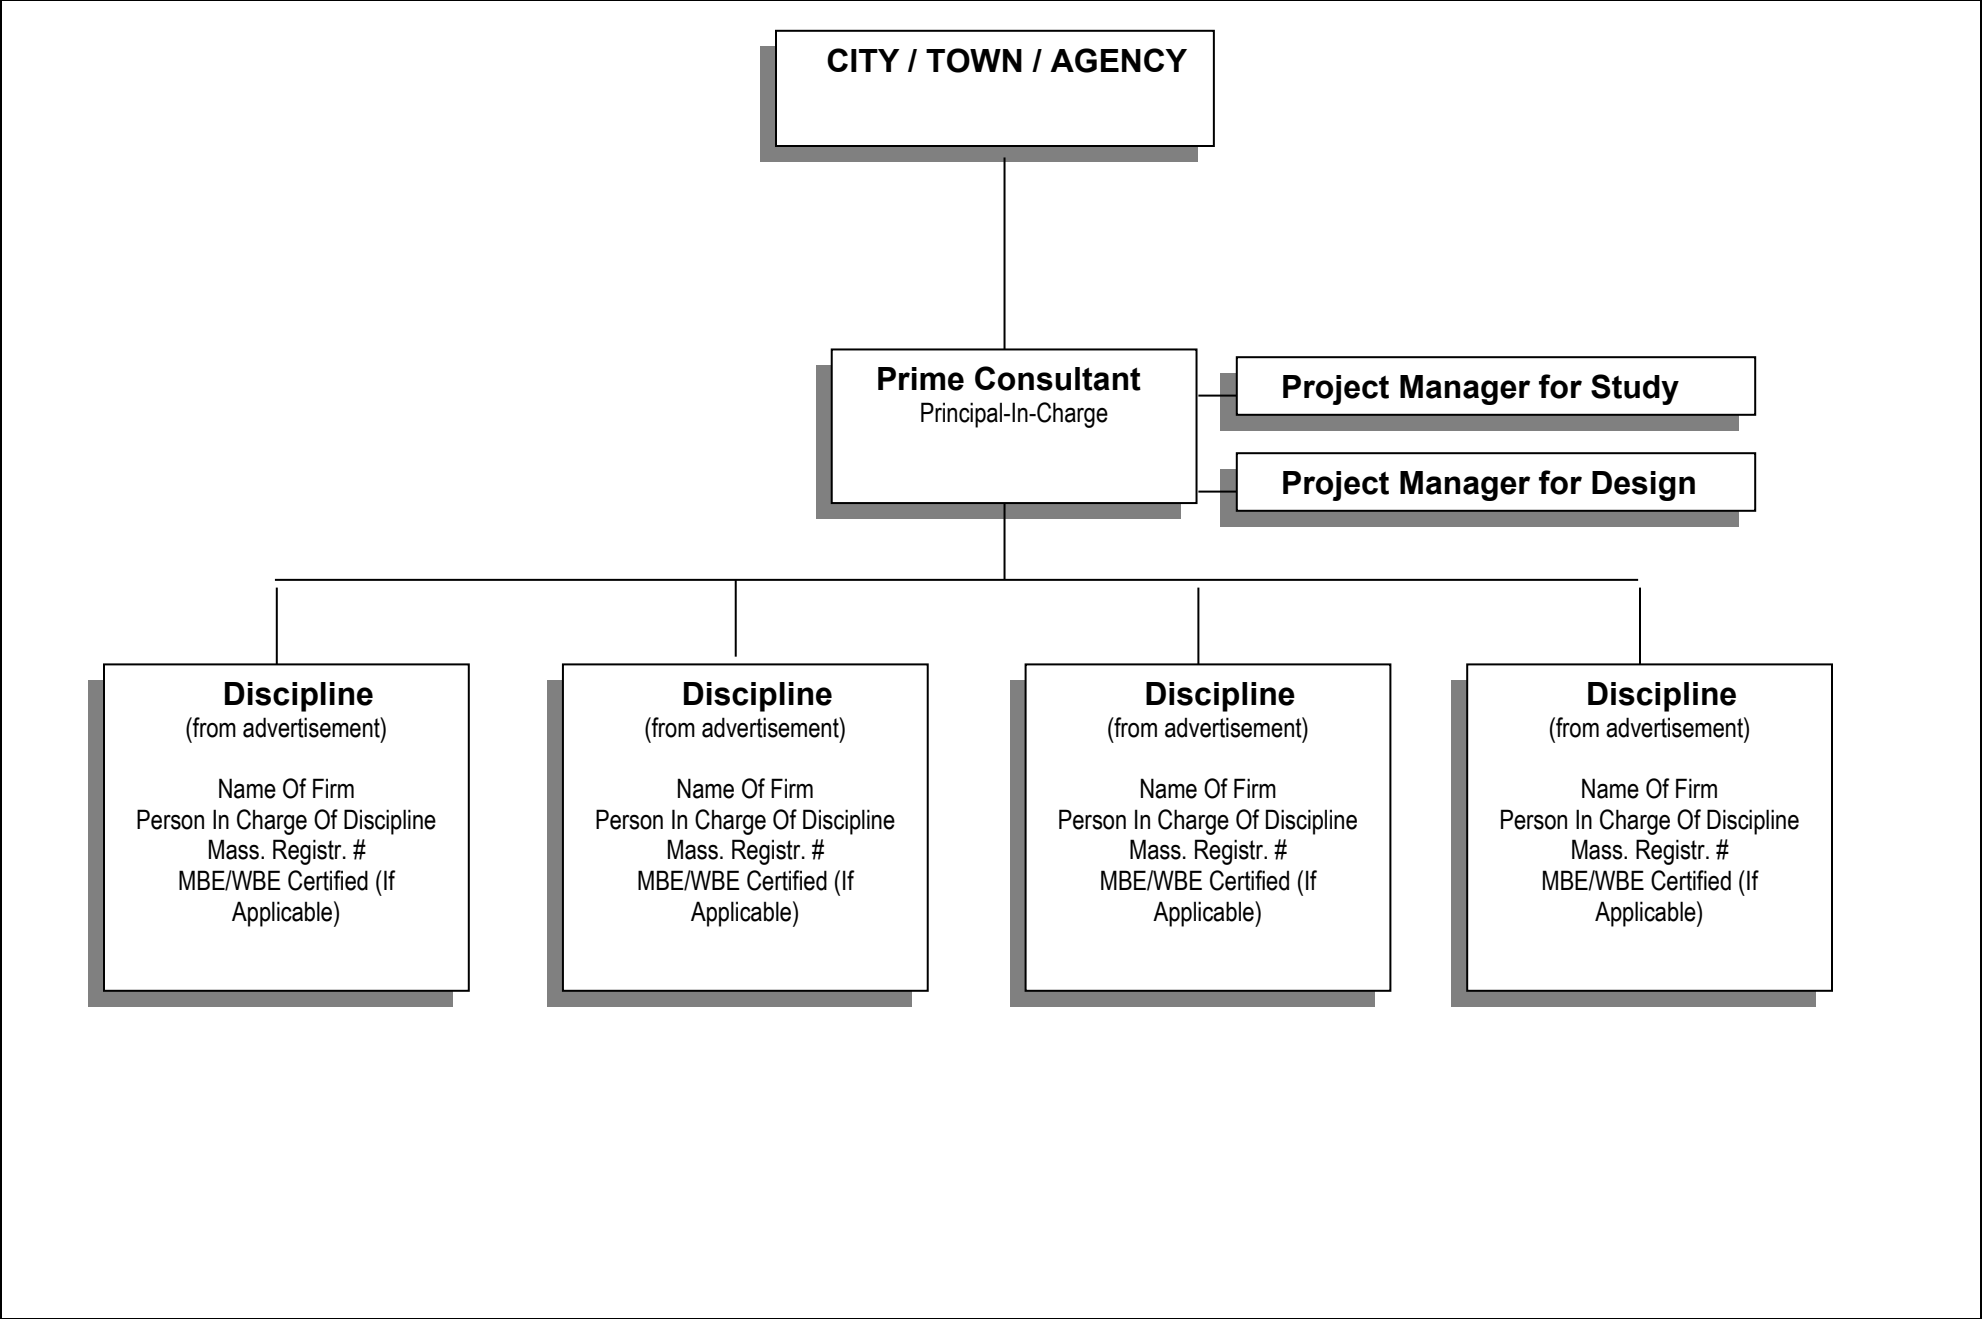 CITY / TOWN / AGENCY
Prime Consultant
Principal-In-Charge
Project Manager for Study
Project Manager for Design
Discipline
(from advertisement)
Name Of Firm
Person In Charge Of Discipline
Mass. Registr. #
MBE/WBE Certified (If
Applicable)
Discipline
(from advertisement)
Name Of Firm
Person In Charge Of Discipline
Mass. Registr. #
MBE/WBE Certified (If
Applicable)
Discipline
(from advertisement)
Name Of Firm
Person In Charge Of Discipline
Mass. Registr. #
MBE/WBE Certified (If
Applicable)
Discipline
(from advertisement)
Name Of Firm
Person In Charge Of Discipline
Mass. Registr. #
MBE/WBE Certified (If
Applicable)